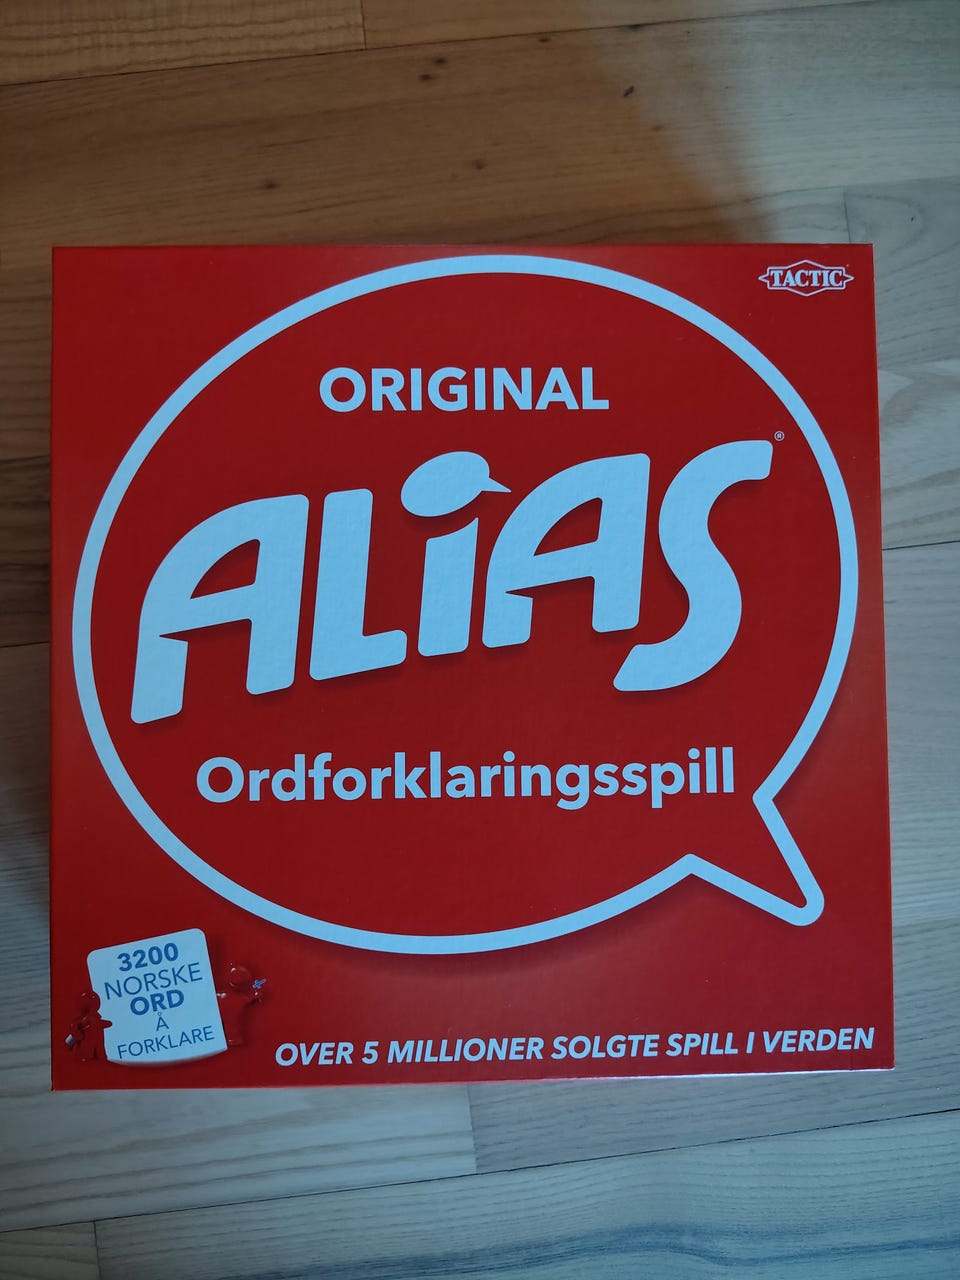 TACTIC
ORIGINAL
ALiAS®
Ordforklaringsspill
3200
NORSKE
ORD
Å
FORKLARE
OVER 5 MILLIONER SOLGTE SPILL I VERDEN